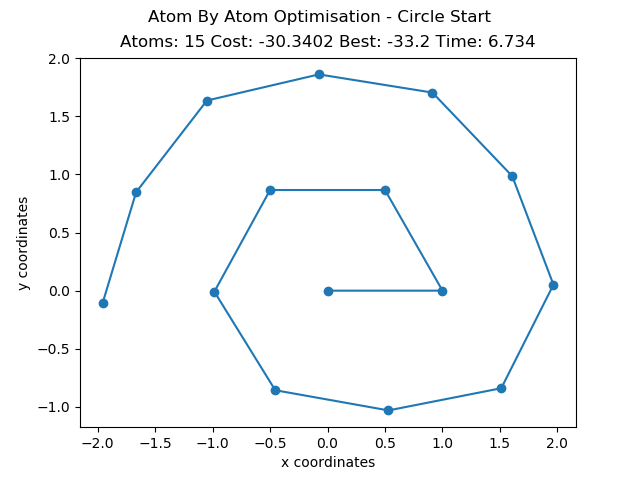 Atom By Atom Optimisation - Circle Start
Atoms: 15 Cost: -30.3402 Best: -33.2 Time: 6.734
2.0
1.5
1.0
0.5
0.0
−0.5
−1.0
y coordinates
−2.0 −1.5 −1.0 −0.5 0.0 0.5 1.0 1.5 2.0
x coordinates